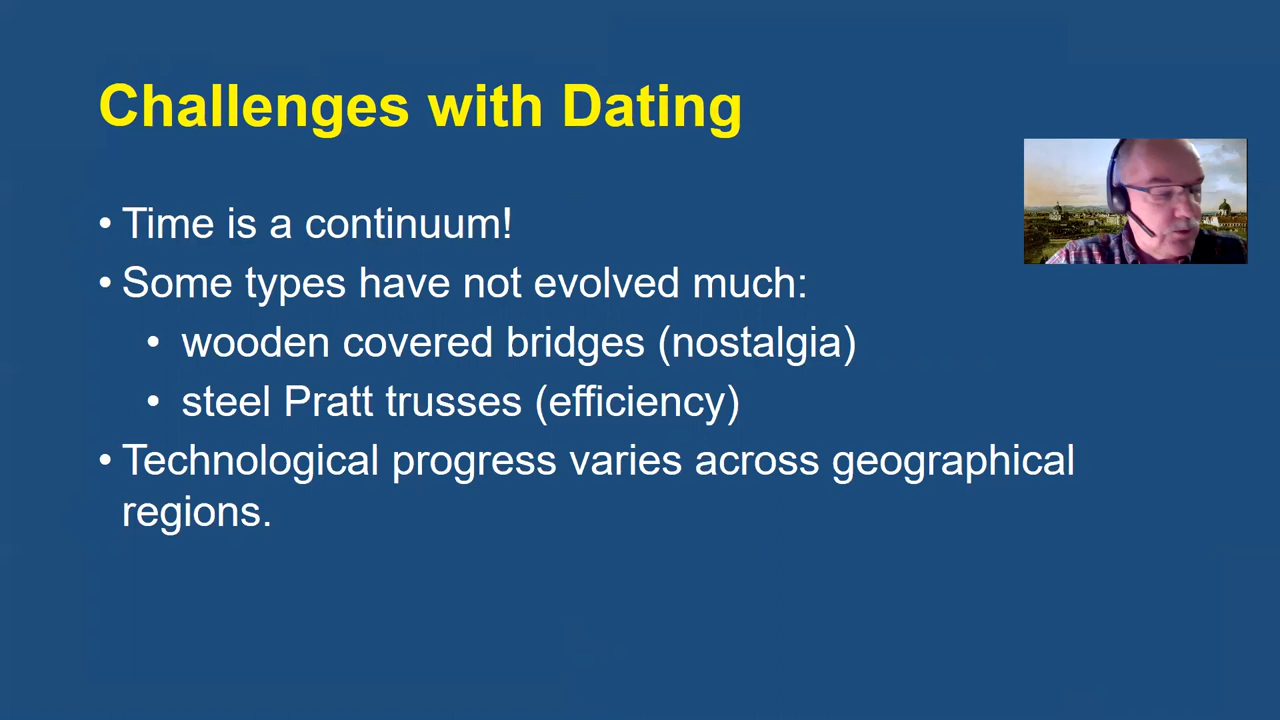 Challenges with Dating
• Time is a continuum!
• Some types have not evolved much:
• wooden covered bridges (nostalgia)
• steel Pratt trusses (efficiency)
• Technological progress varies across geographical
regions.